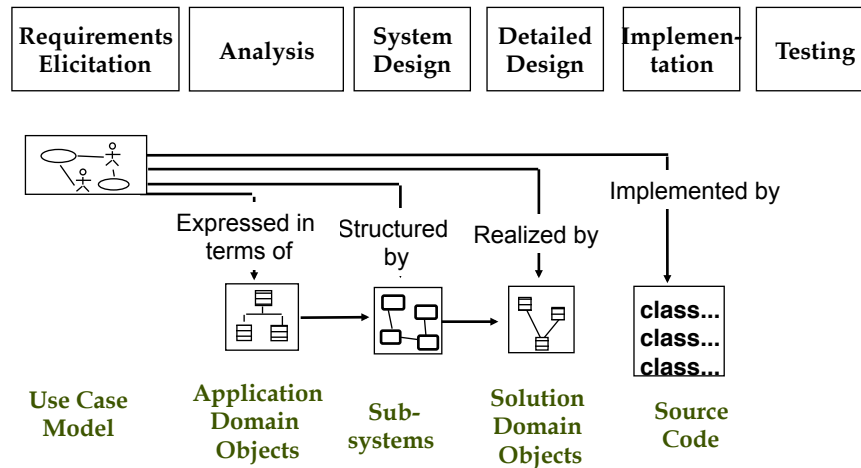 Requirements
Elicitation
Analysis
System
Design
Detailed
Design
Implemen-
tation
Testing
Expressed in
terms of
Structured
by
Realized by
Implemented by
class...
class...
class...
Use Case
Model
Application
Domain
Objects
Sub-
systems
Solution
Domain
Objects
Source
Code